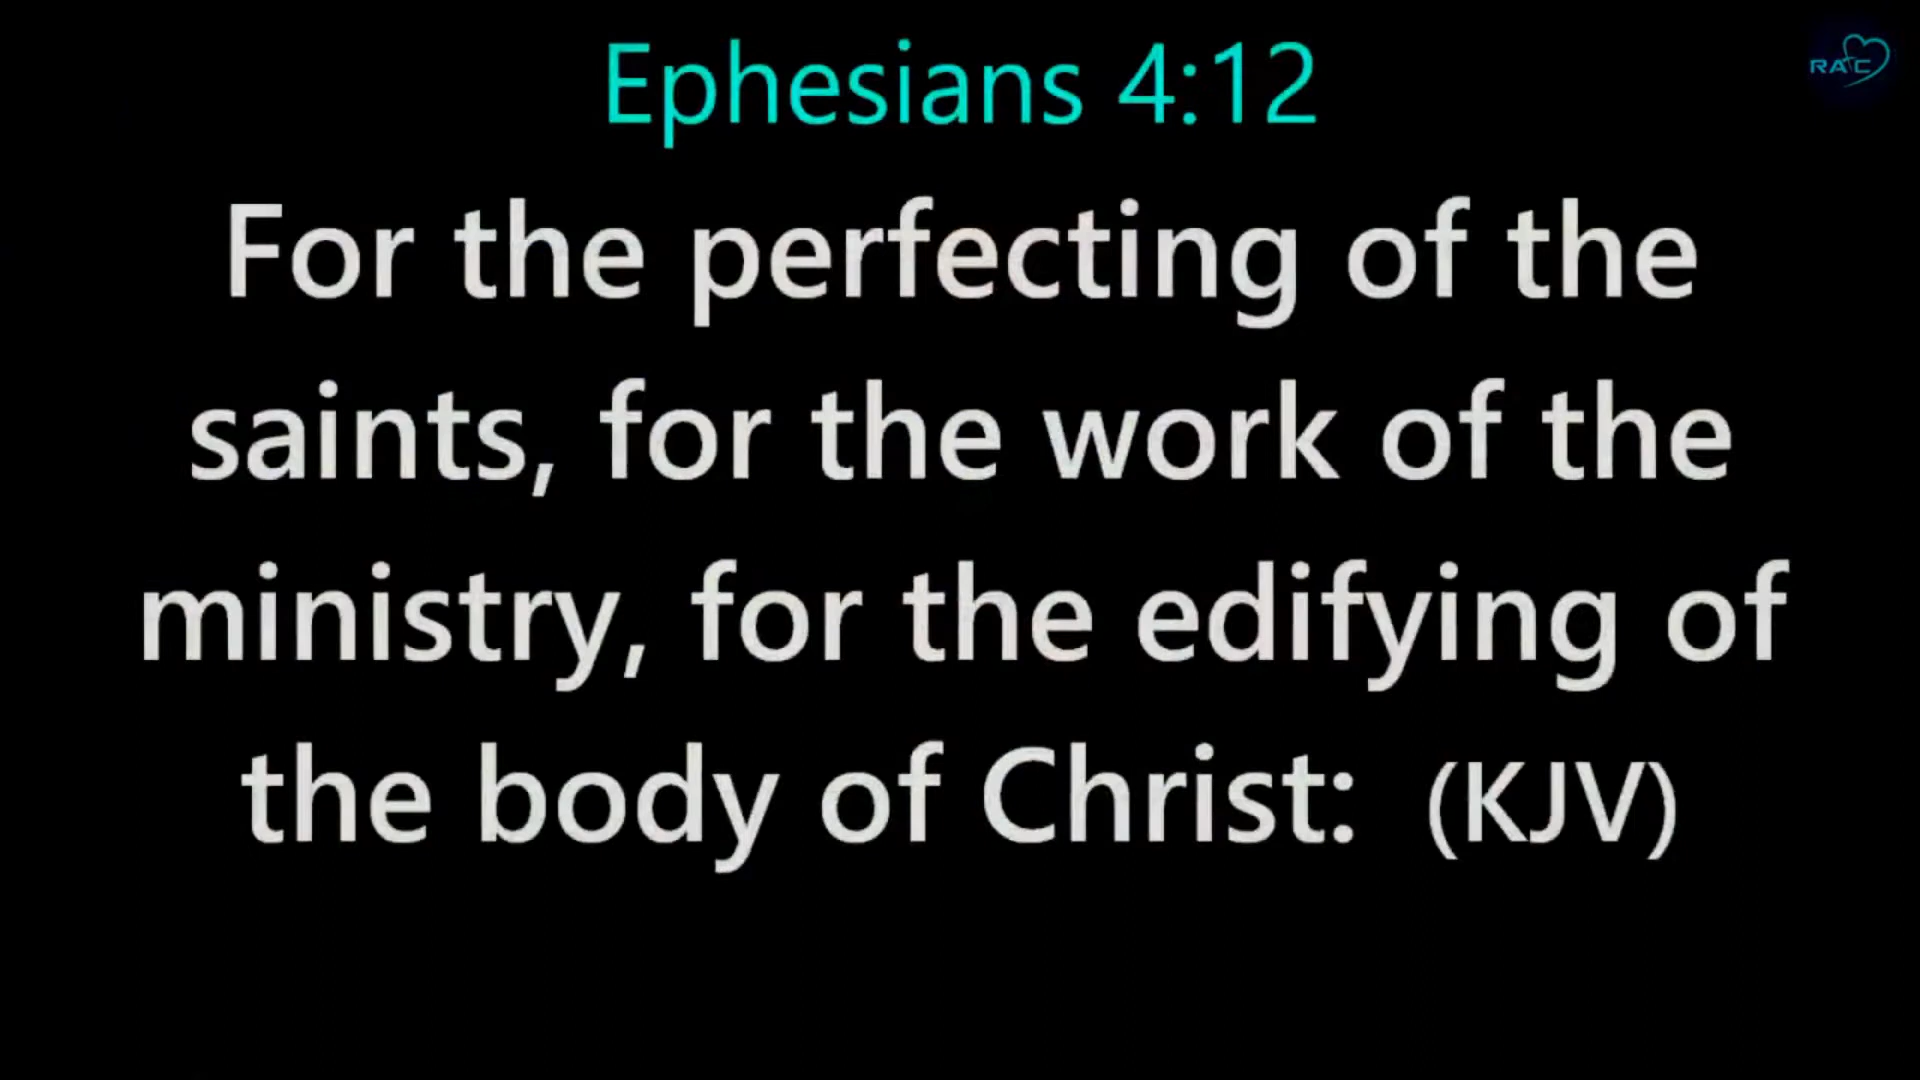 Ephesians 4:12
RATC
For the perfecting of the
saints, for the work of the
ministry, for the edifying of
the body of Christ: (KJV)